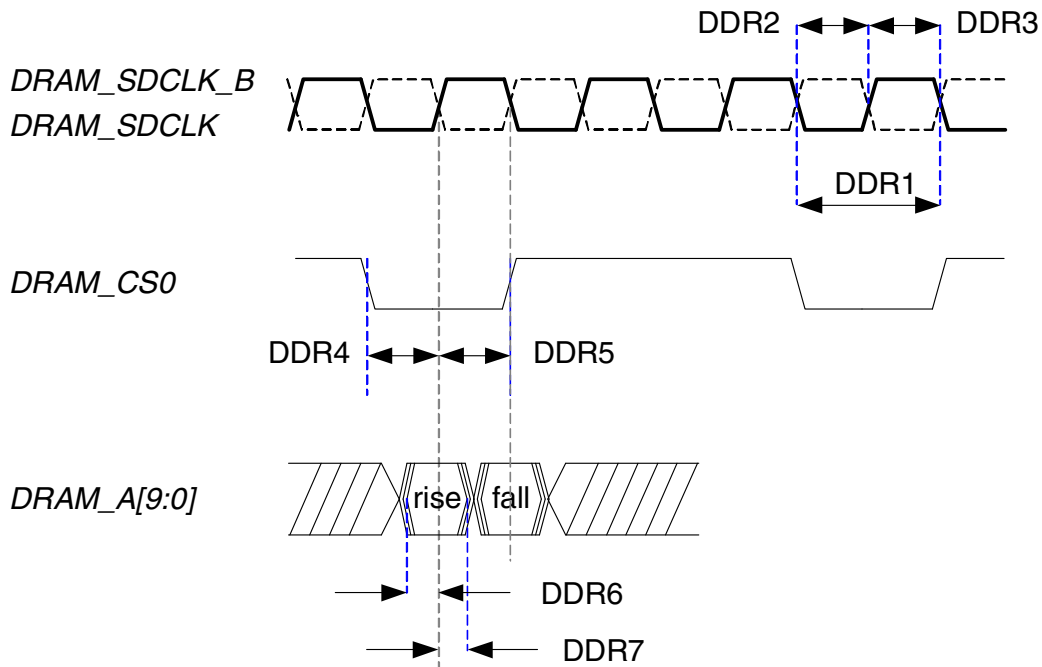 DDR2 DDR3
DRAM_SDCLK_B
DRAM_SDCLK
DDR1
DRAM_CS0
DDR4 DDR5
DRAM_A[9:0] rise fall
DDR6
DDR7